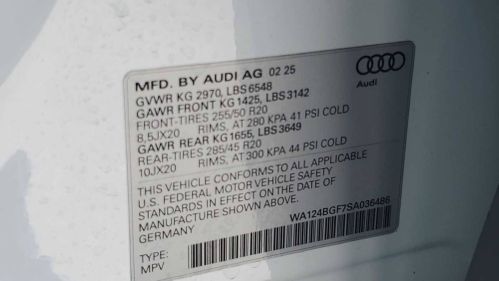 MFD. BY AUDI AG 02 25
GVWR KG 2970, LBS 6548
GAWR FRONT KG 1425, LBS 3142
FRONT-TIRES 255/50 R20
8,5JX20 RIMS, AT 280 KPA 41 PSI COLD
GAWR REAR KG 1655, LBS 3649
REAR-TIRES 285/45 R20
10JX20 RIMS, AT 300 KPA 44 PSI COLD
THIS VEHICLE CONFORMS TO ALL
U.S. FEDERAL MOTOR VEHICLE SAFETY
STANDARDS IN EFFECT ON THE DATE OF
MANUFACTURE SHOWN ABOVE.
GERMANY
WA124BGF7SA036486
TYPE:
MPV
Audi